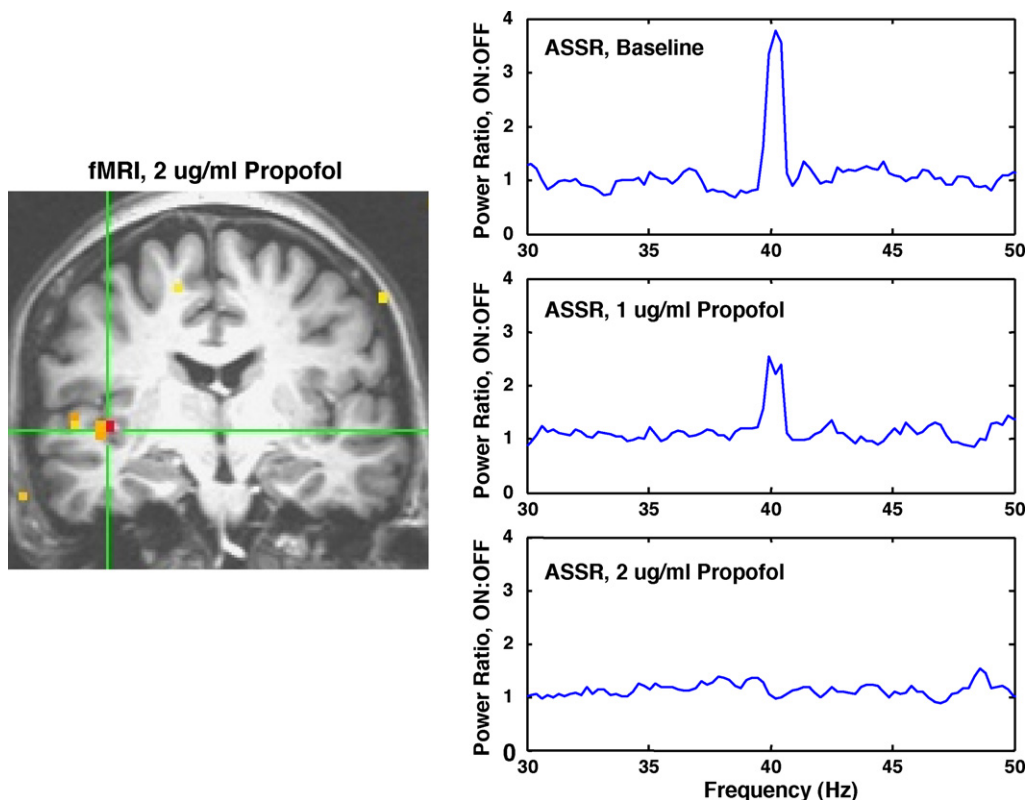 fMRI, 2 ug/ml Propofol
ASSR, Baseline
Power Ratio, ON:OFF
4
3
2
1
0
30 35 40 45 50
ASSR, 1 ug/ml Propofol
Power Ratio, ON:OFF
4
3
2
1
0
30 35 40 45 50
ASSR, 2 ug/ml Propofol
Power Ratio, ON:OFF
4
3
2
1
0
30 35 40 45 50
Frequency (Hz)